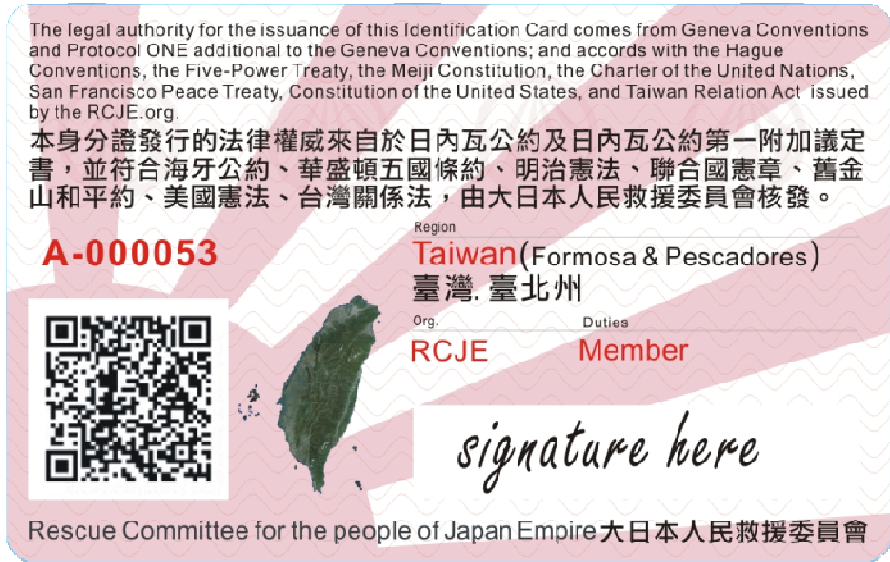 The legal authority for the issuance of this Identification Card comes from Geneva Conventions
and Protocol ONE additional to the Geneva Conventions; and accords with the Hague
Conventions, the Five-Power Treaty, the Meiji Constitution, the Charter of the United Nations,
San Francisco Peace Treaty, Constitution of the United States, and Taiwan Relation Act issued
by the RCJE.org.
本身分證發行的法律權威來自於日內瓦公約及日內瓦公約第一附加議定
書，並符合海牙公約、華盛頓五國條約、明治憲法、聯合國憲章、舊金
山和平約、美國憲法、台灣關係法，由大日本人民救援委員會核發。
A-000053
Region
Taiwan(Formosa & Pescadores)
臺灣. 臺北州
Org. Duties
RCJE Member
signature here
Rescue Committee for the people of Japan Empire大日本人民救援委員會